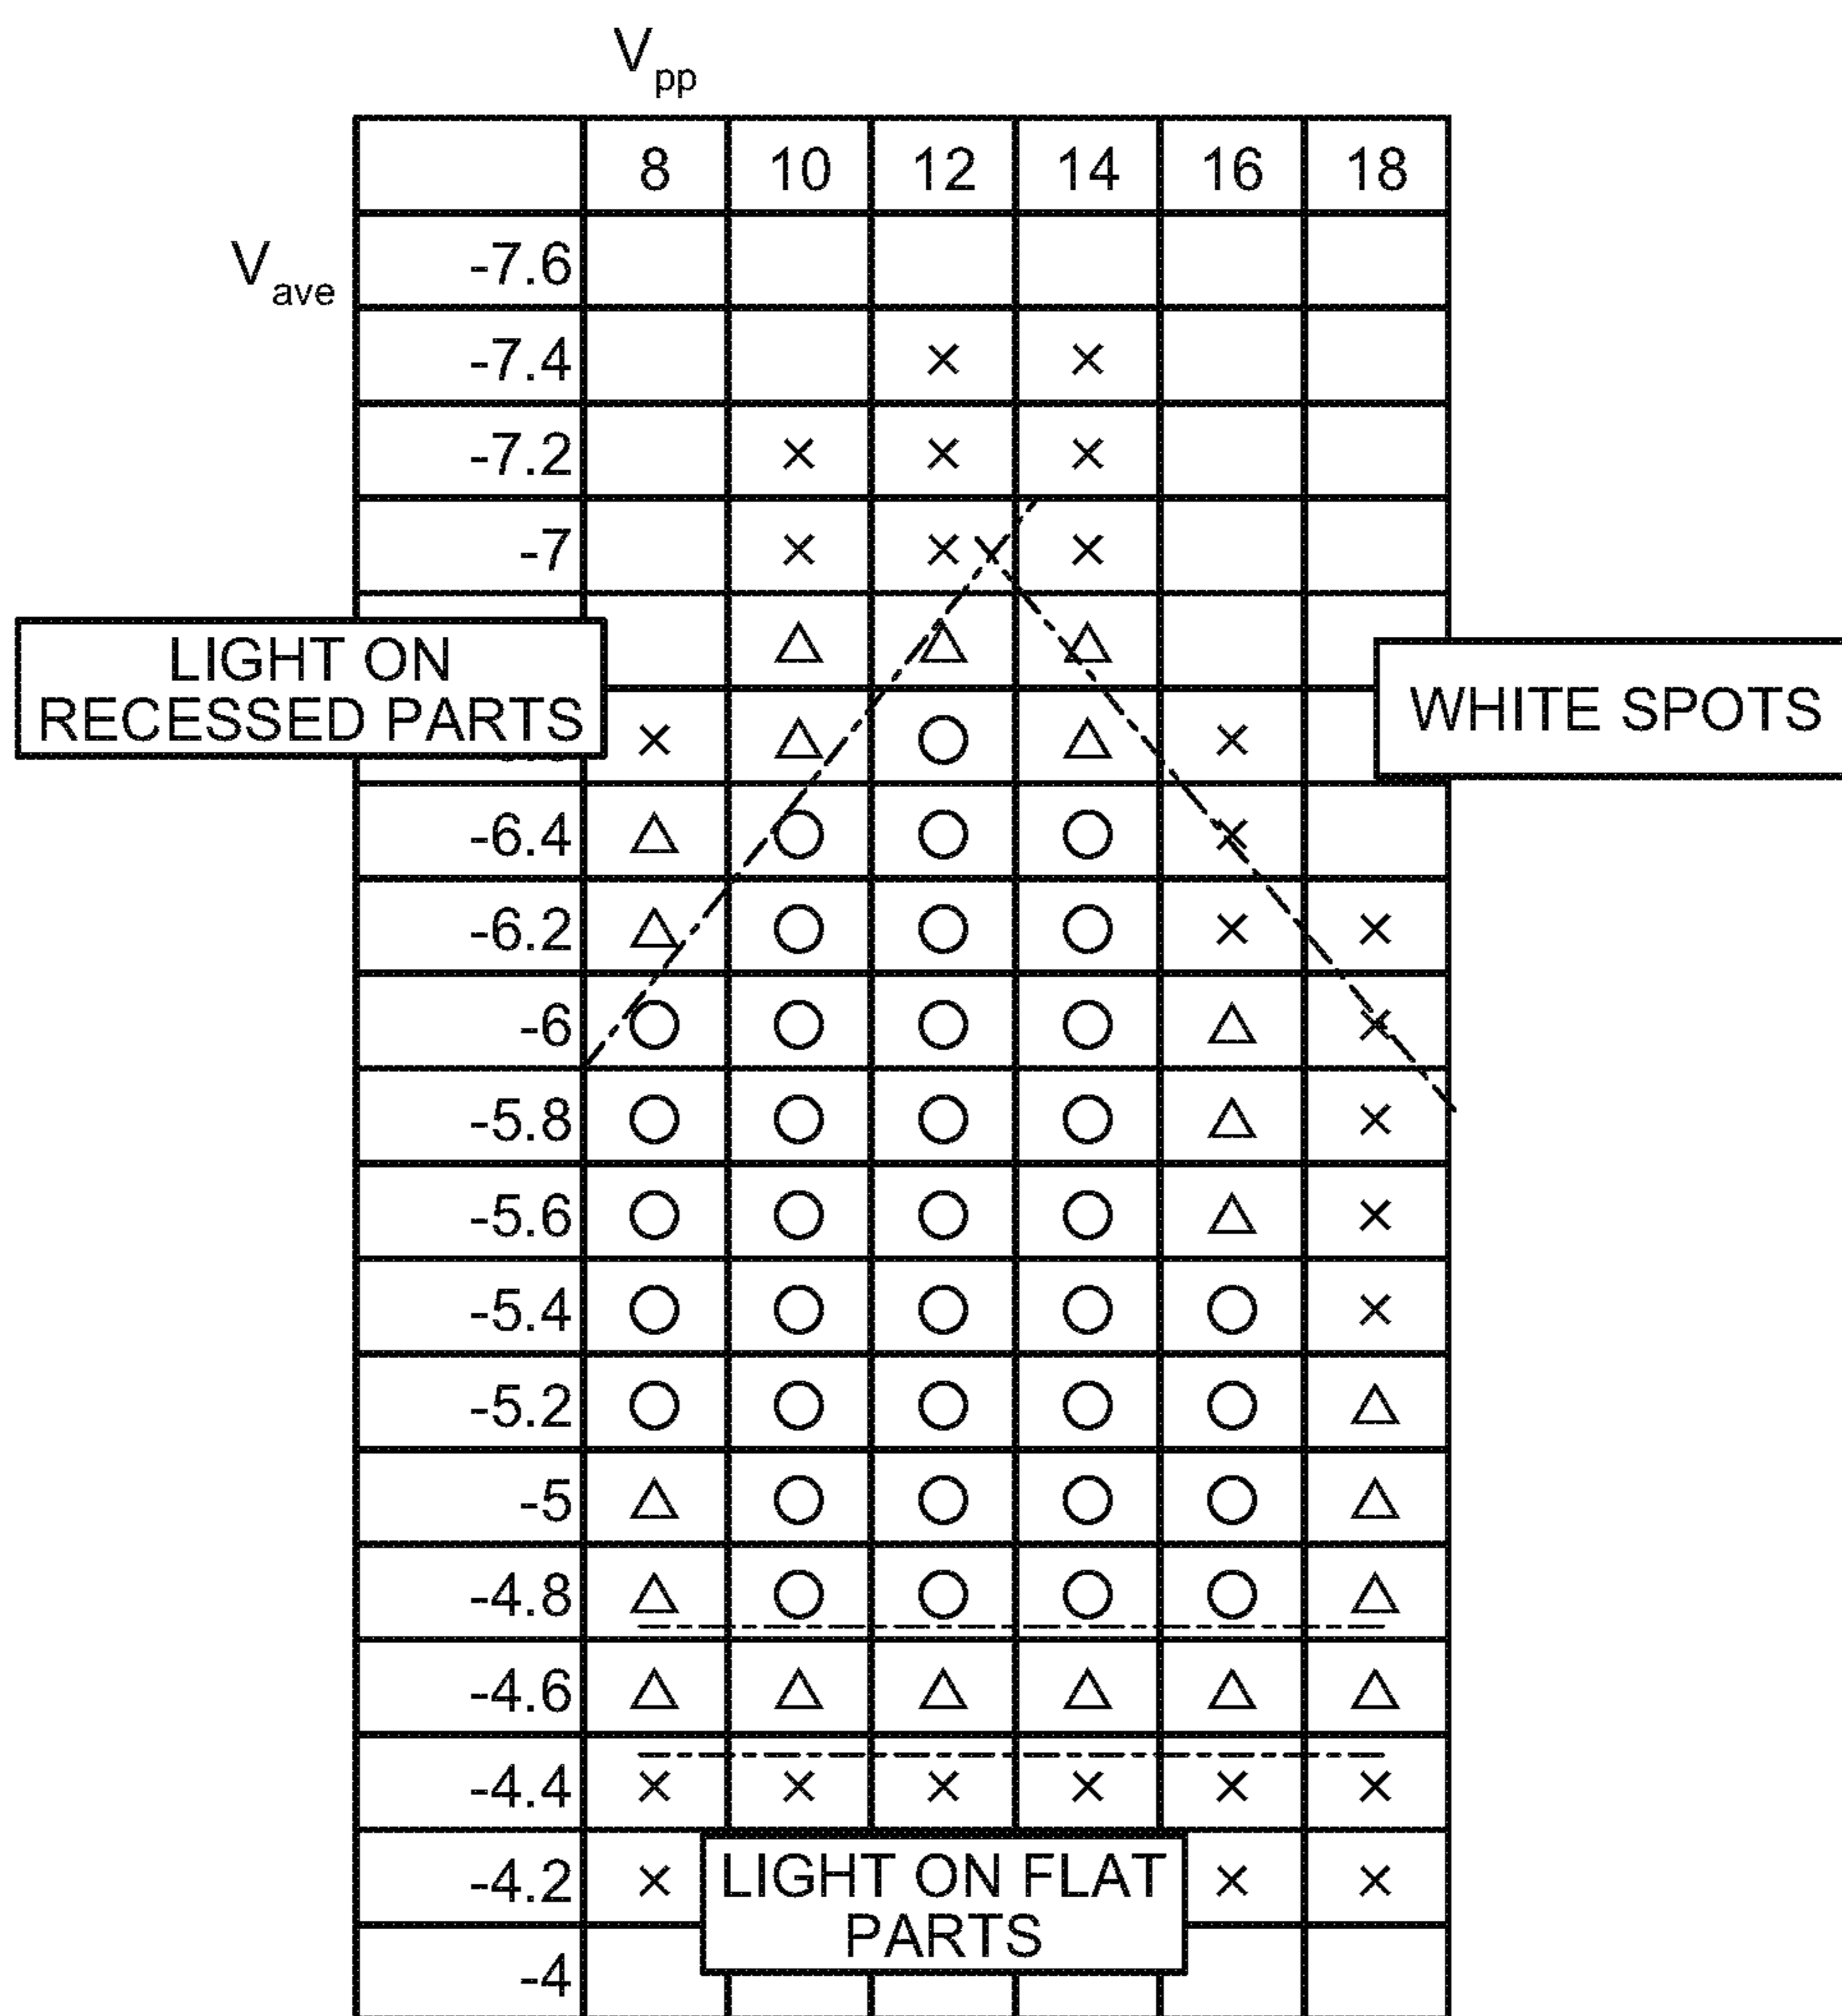 Vpp
8 10 12 14 16 18
Vave
-7.6
-7.4 × ×
-7.2 × × ×
-7 × × ×
△ △ △
LIGHT ON
RECESSED PARTS
WHITE SPOTS
× △ ○ △ ×
-6.4 △ ○ ○ ○ ×
-6.2 △ ○ ○ ○ × ×
-6 ○ ○ ○ ○ △ ×
-5.8 ○ ○ ○ ○ △ ×
-5.6 ○ ○ ○ ○ △ ×
-5.4 ○ ○ ○ ○ ○ ×
-5.2 ○ ○ ○ ○ ○ △
-5 △ ○ ○ ○ ○ △
-4.8 △ ○ ○ ○ ○ △
-4.6 △ △ △ △ △ △
-4.4 × × × × × ×
-4.2 × × ×
LIGHT ON FLAT
PARTS
-4